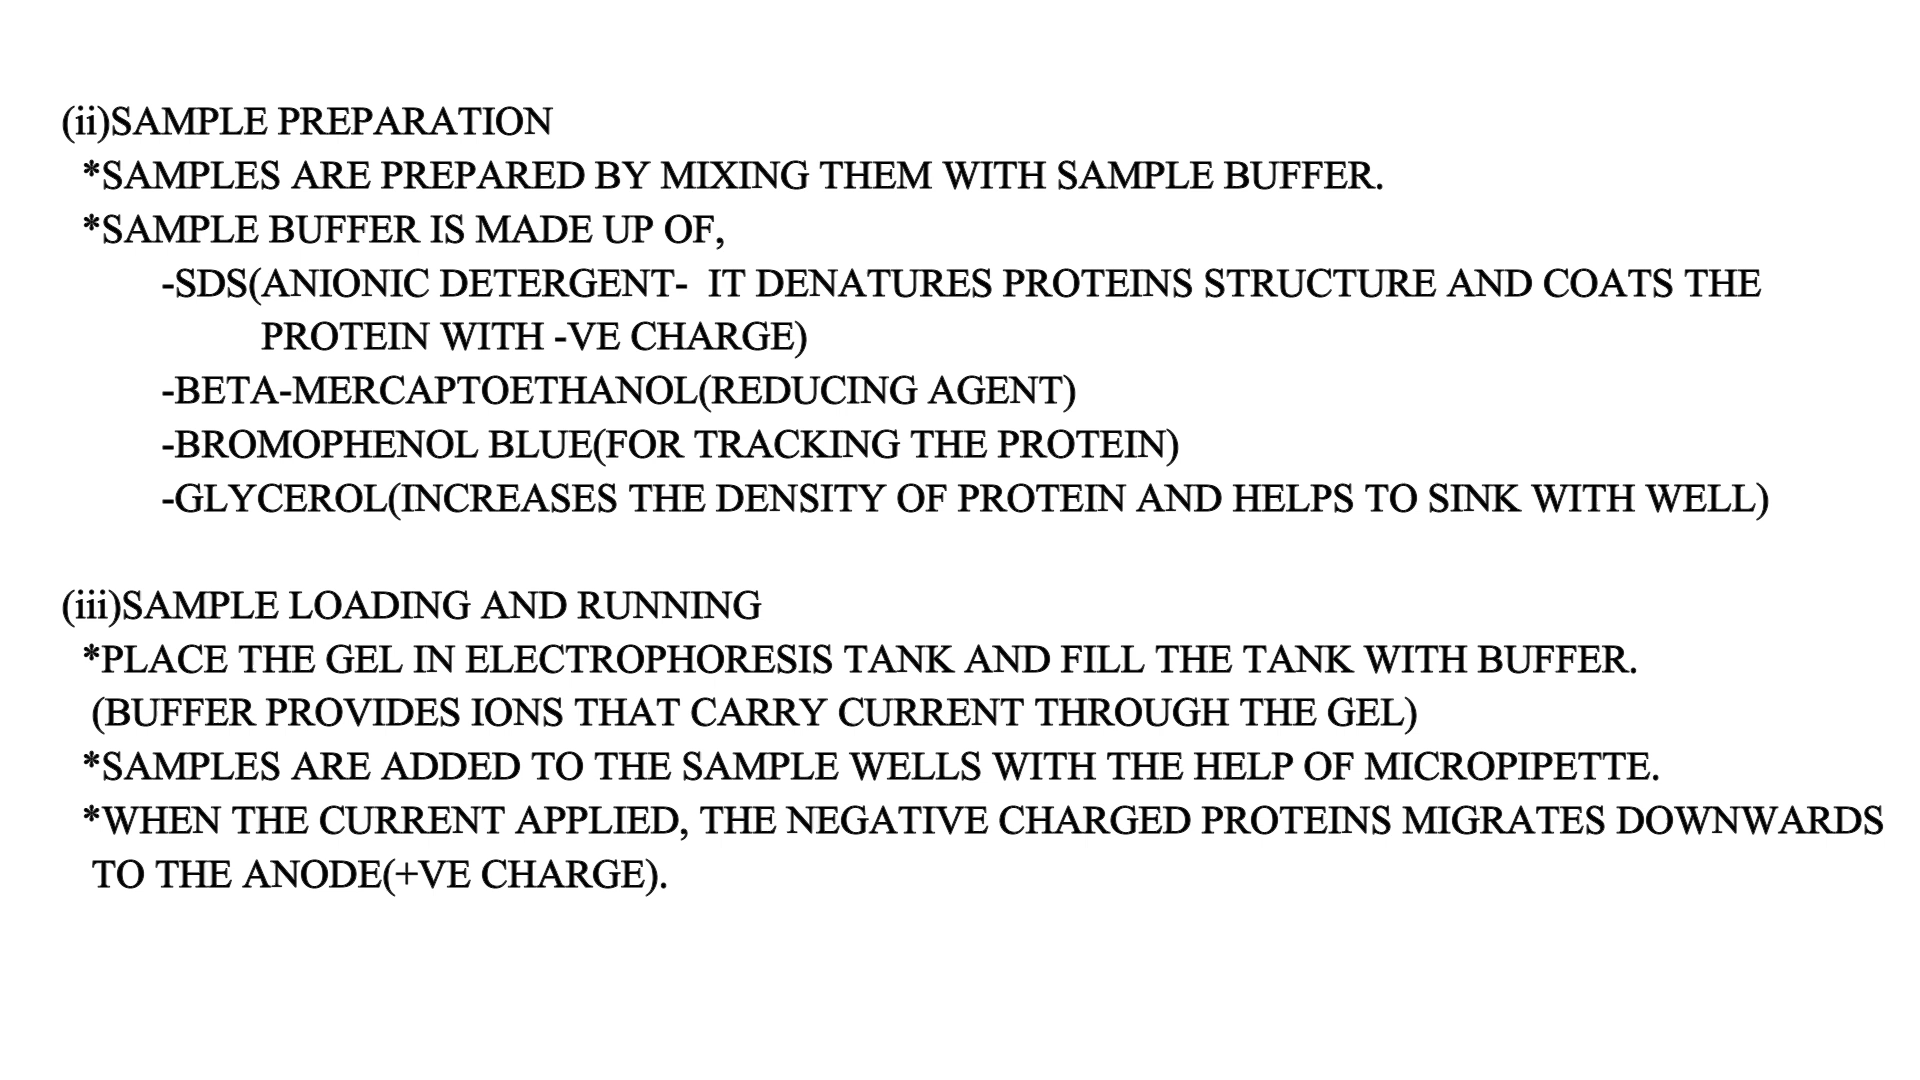 (ii)SAMPLE PREPARATION
*SAMPLES ARE PREPARED BY MIXING THEM WITH SAMPLE BUFFER.
*SAMPLE BUFFER IS MADE UP OF,
-SDS(ANIONIC DETERGENT-  IT DENATURES PROTEINS STRUCTURE AND COATS THE
PROTEIN WITH -VE CHARGE)
-BETA-MERCAPTOETHANOL(REDUCING AGENT)
-BROMOPHENOL BLUE(FOR TRACKING THE PROTEIN)
-GLYCEROL(INCREASES THE DENSITY OF PROTEIN AND HELPS TO SINK WITH WELL)
(iii)SAMPLE LOADING AND RUNNING
*PLACE THE GEL IN ELECTROPHORESIS TANK AND FILL THE TANK WITH BUFFER.
(BUFFER PROVIDES IONS THAT CARRY CURRENT THROUGH THE GEL)
*SAMPLES ARE ADDED TO THE SAMPLE WELLS WITH THE HELP OF MICROPIPETTE.
*WHEN THE CURRENT APPLIED, THE NEGATIVE CHARGED PROTEINS MIGRATES DOWNWARDS
TO THE ANODE(+VE CHARGE).